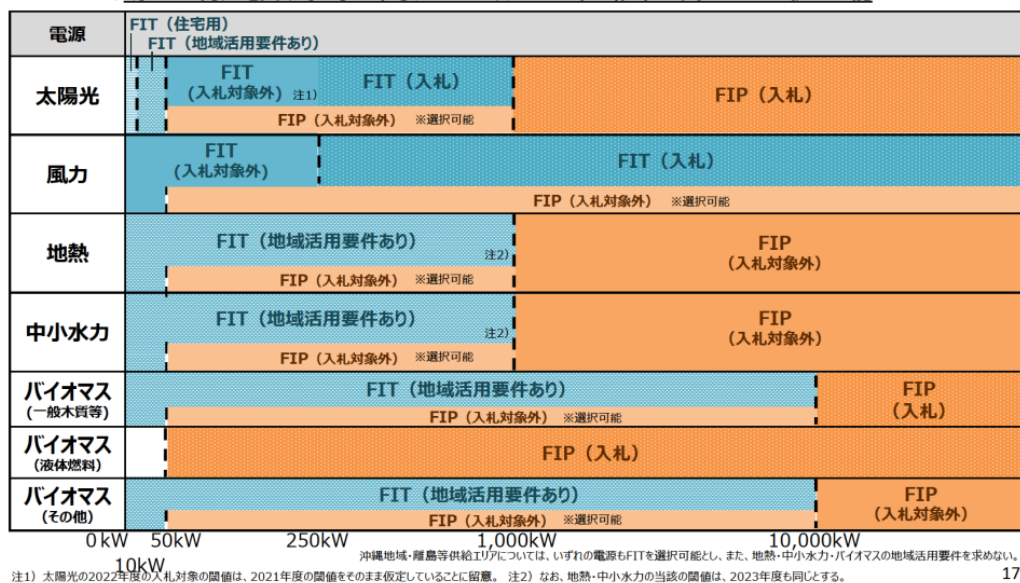 電源
FIT（住宅用）
FIT（地域活用要件あり）
太陽光
FIT
（入札対象外） 注1)
FIT（入札）
FIP（入札対象外） ※選択可能
FIP（入札）
風力
FIT
（入札対象外）
FIT（入札）
FIP（入札対象外） ※選択可能
地熱
FIT（地域活用要件あり） 注2)
FIP（入札対象外） ※選択可能
FIP
（入札対象外）
中小水力
FIT（地域活用要件あり） 注2)
FIP（入札対象外） ※選択可能
FIP
（入札対象外）
バイオマス
（一般木質等）
FIT（地域活用要件あり）
FIP（入札対象外） ※選択可能
FIP
（入札）
バイオマス
（液体燃料）
FIP（入札）
バイオマス
（その他）
FIT（地域活用要件あり）
FIP（入札対象外） ※選択可能
FIP
（入札対象外）
0kW 50kW 250kW 1,000kW 10,000kW
10kW
沖縄地域・離島等供給エリアについては、いずれの電源もFITを選択可能とし、また、地熱・中小水力・バイオマスの地域活用要件を求めない。
注1）太陽光の2022年度の入札対象の閾値は、2021年度の閾値をそのまま仮定していることに留意。 注2）なお、地熱・中小水力の当該の閾値は、2023年度も同じとする。
17